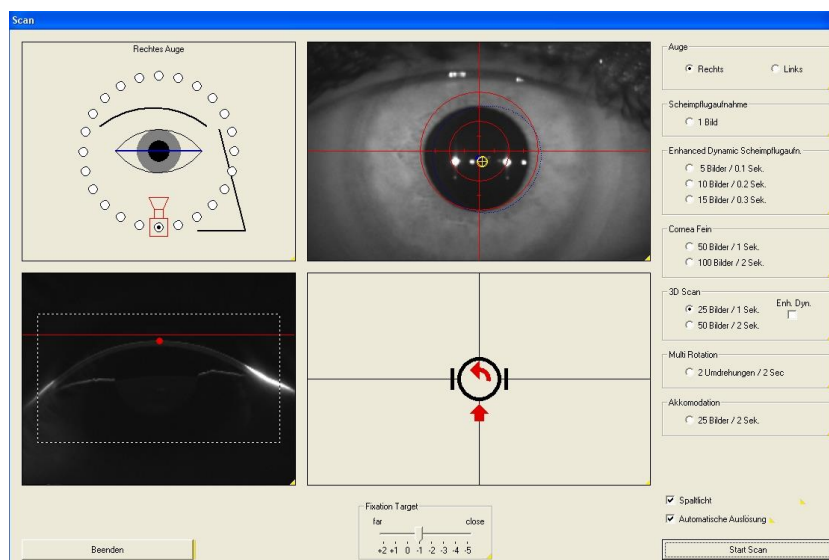 Scan
Rechtes Auge
Auge
Rechts
Links
Scheimpflugaufnahme
1 Bild
Enhanced Dynamic Scheimpflugaufn.
5 Bilder / 0.1 Sek.
10 Bilder / 0.2 Sek.
15 Bilder / 0.3 Sek.
Cornea Fein
50 Bilder / 1 Sek.
100 Bilder / 2 Sek.
3D Scan
25 Bilder / 1 Sek.
Enh. Dyn.
50 Bilder / 2 Sek.
Multi Rotation
2 Umdrehungen / 2 Sec
Akkomodation
25 Bilder / 2 Sek.
Spaltlicht
Automatische Auslösung
Fixation Target
far close
+2 +1 0 -1 -2 -3 -4 -5
Beenden
Start Scan